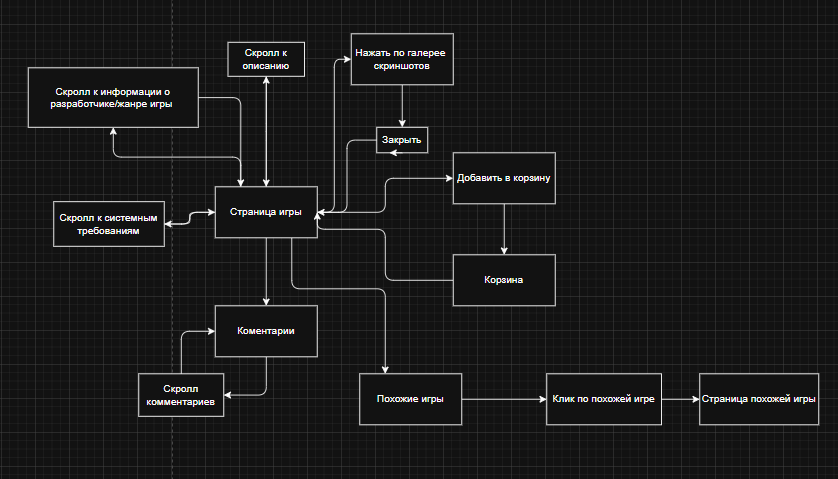 Скролл к
описанию
Нажать по галерее
скриншотов
Скролл к информации о
разработчике/жанре игры
Закрыть
Добавить в корзину
Страница игры
Скролл к системным
требованиям
Корзина
Коментарии
Скролл
комментариев
Похожие игры
Клик по похожей игре
Страница похожей игры